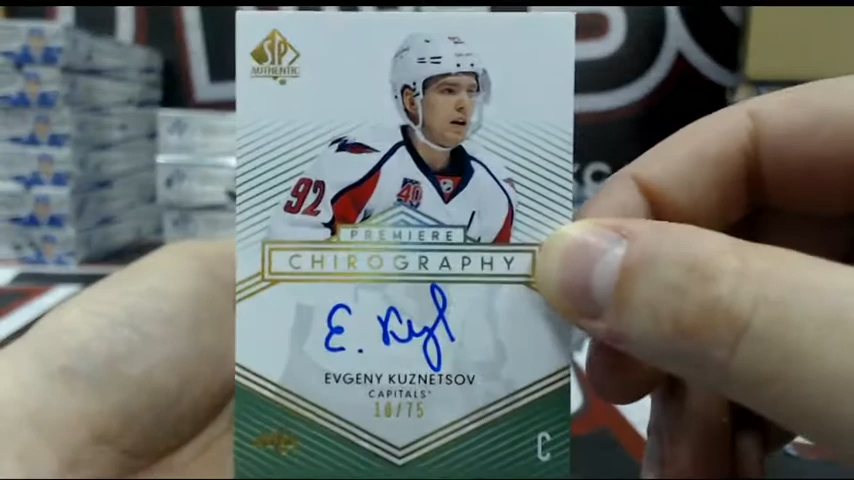 SP
AUTHENTIC
92
40
PREMIERE
CHIROGRAPHY
E. Kuz
EVGENY KUZNETSOV
CAPITALS
10/75
C